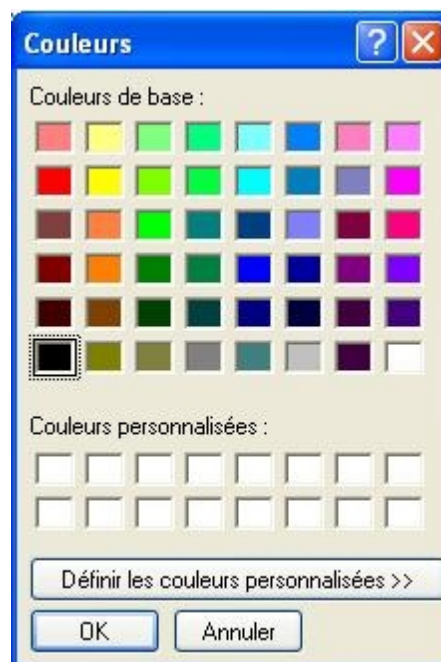 Couleurs
Couleurs de base :
Couleurs personnalisées :
Définir les couleurs personnalisées >>
OK Annuler